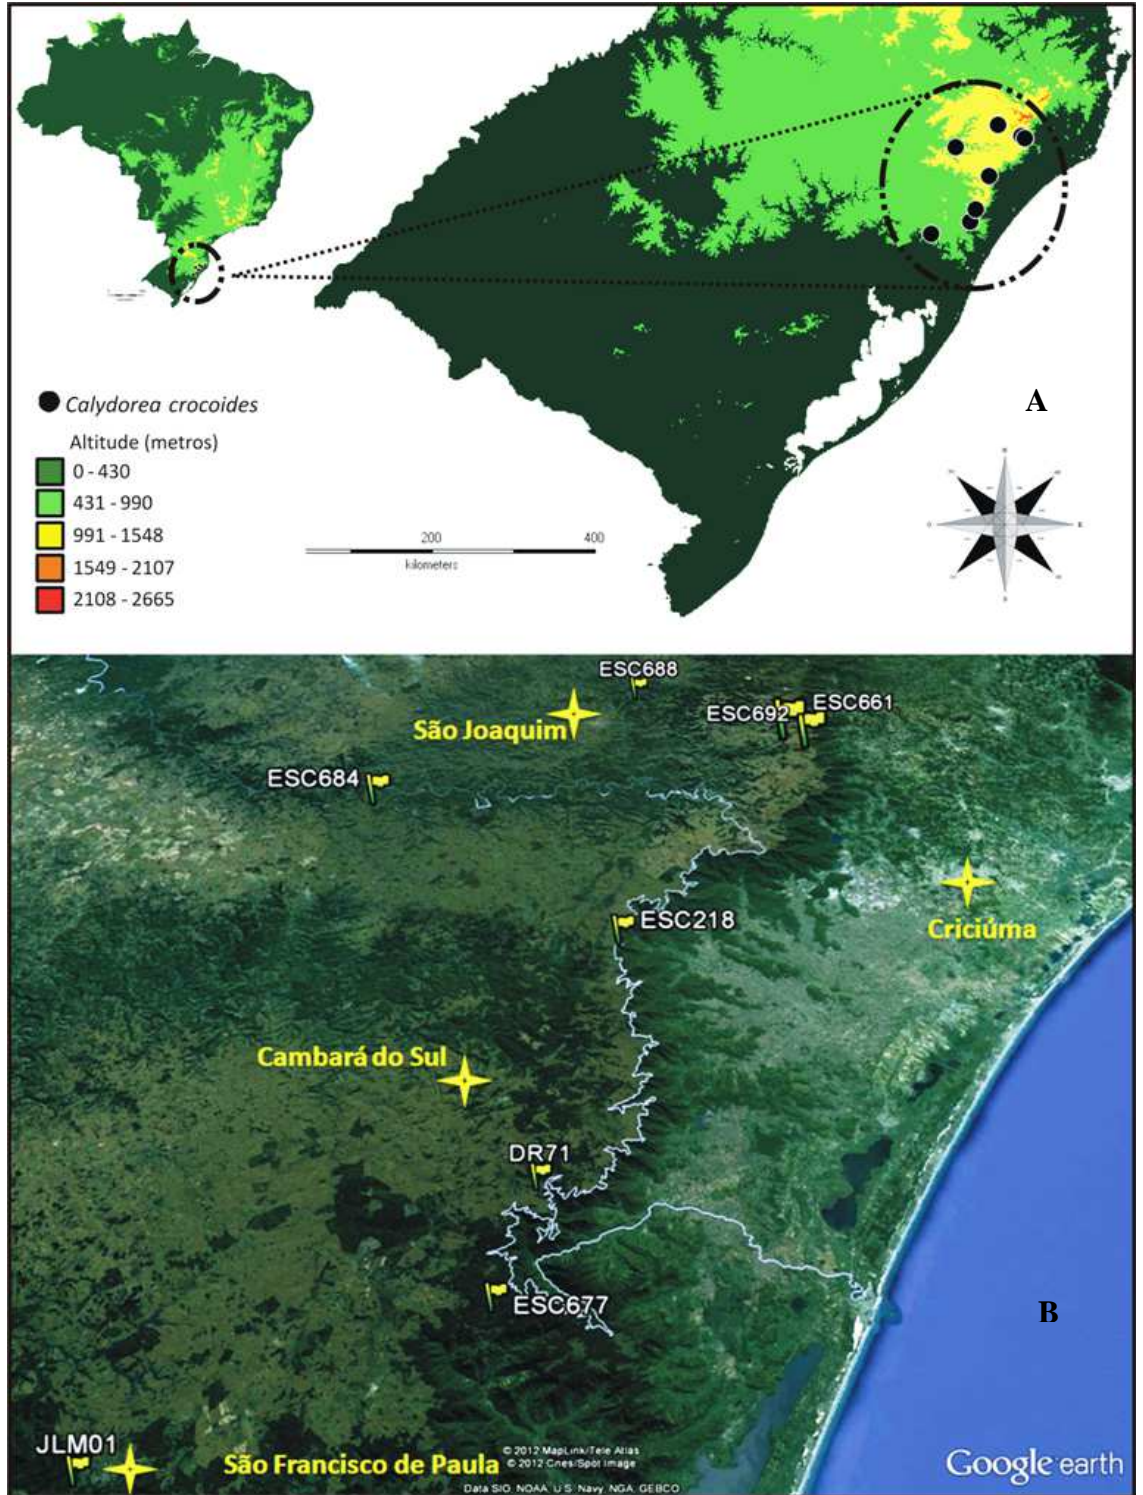 Calydorea crocoides
A
Altitude (metros)
0 - 430
431 - 990
991 - 1548
1549 - 2107
2108 - 2665
200
400
kilometers
ESC688
São Joaquim
ESC692
ESC661
ESC684
ESC218
Criciúma
Cambará do Sul
DR71
ESC677
B
JLM01
São Francisco de Paula
© 2012 MapLink/Tele Atlas
© 2012 Cnes/Spot Image
Data SIO, NOAA, U.S. Navy, NGA, GEBCO
Google earth